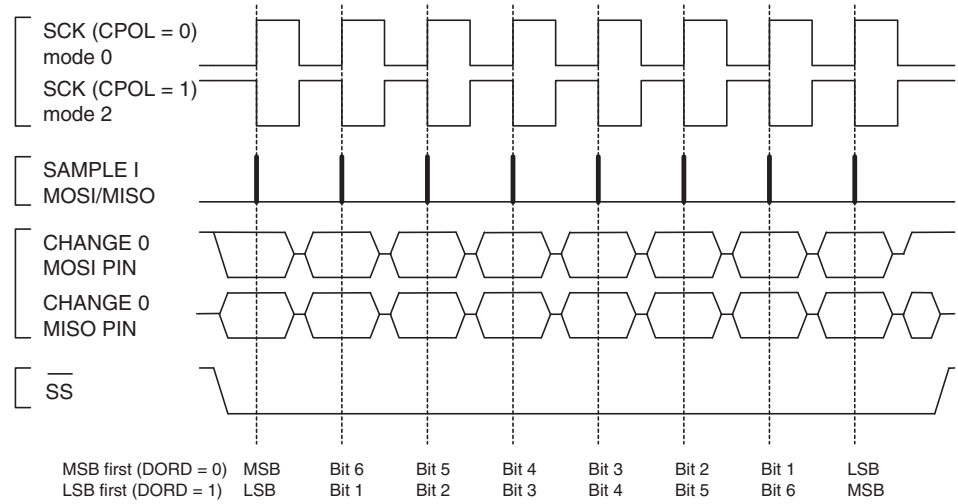 SCK (CPOL = 0)
mode 0
SCK (CPOL = 1)
mode 2
SAMPLE I
MOSI/MISO
CHANGE 0
MOSI PIN
CHANGE 0
MISO PIN
SS
MSB first (DORD = 0) MSB Bit 6 Bit 5 Bit 4 Bit 3 Bit 2 Bit 1 LSB
LSB first (DORD = 1) LSB Bit 1 Bit 2 Bit 3 Bit 4 Bit 5 Bit 6 MSB